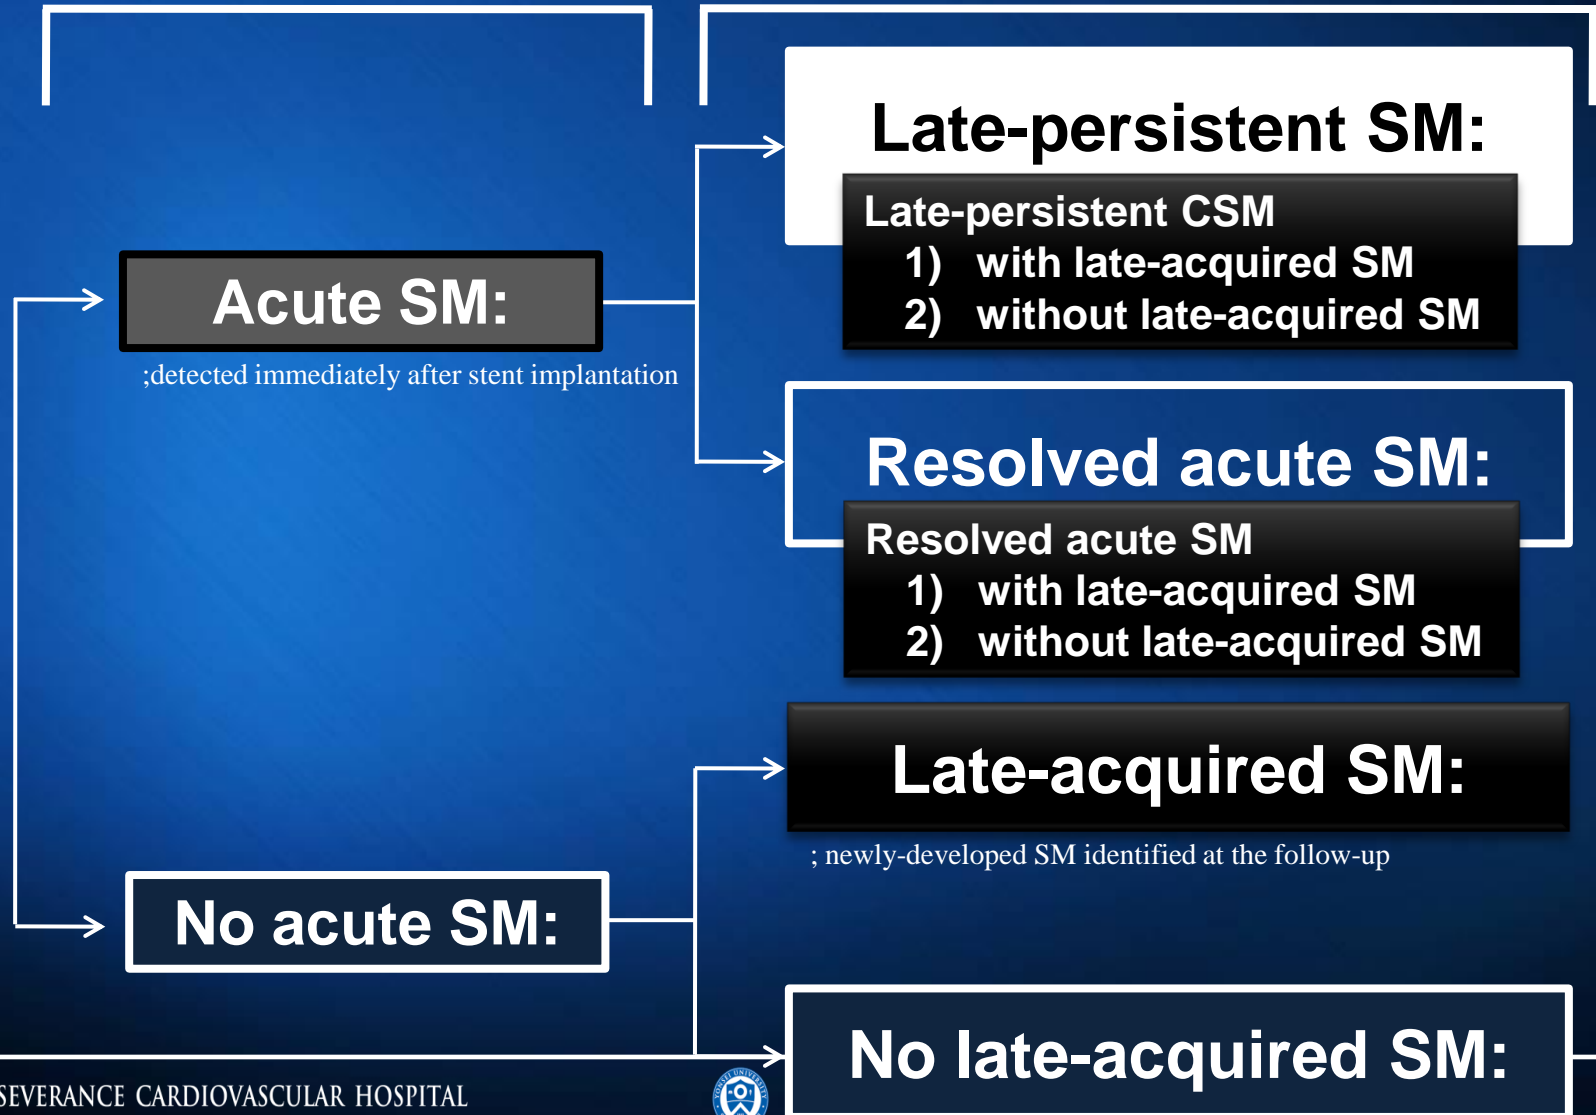 Late-persistent SM:
Late-persistent CSM
1) with late-acquired SM
2) without late-acquired SM
Acute SM:
;detected immediately after stent implantation
Resolved acute SM:
Resolved acute SM
1) with late-acquired SM
2) without late-acquired SM
Late-acquired SM:
; newly-developed SM identified at the follow-up
No acute SM:
No late-acquired SM:
SEVERANCE CARDIOVASCULAR HOSPITAL
YONSEI UNIVERSITY